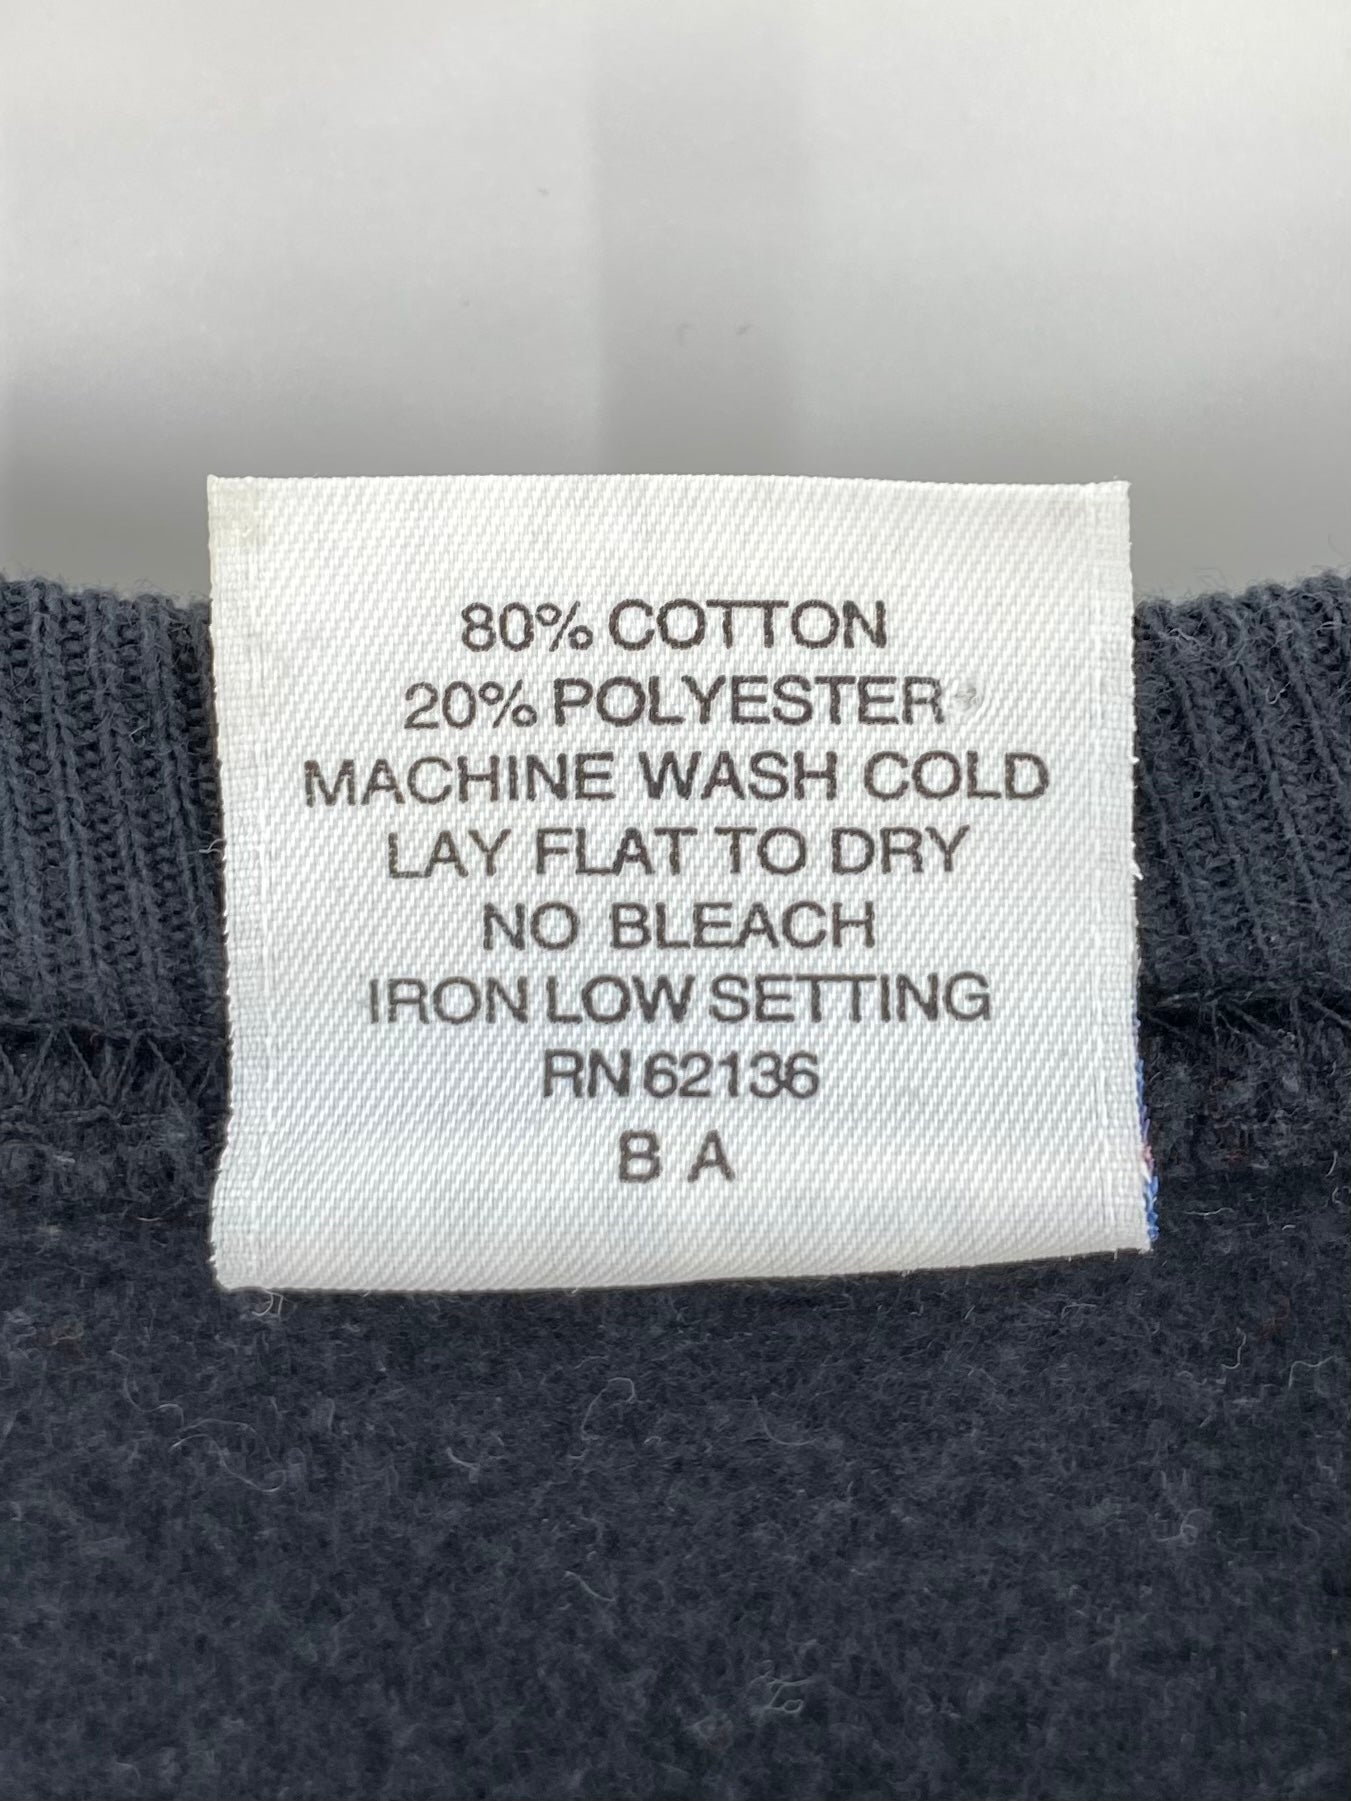 80% COTTON
20% POLYESTER
MACHINE WASH COLD
LAY FLAT TO DRY
NO BLEACH
IRON LOW SETTING
RN 62136
B A